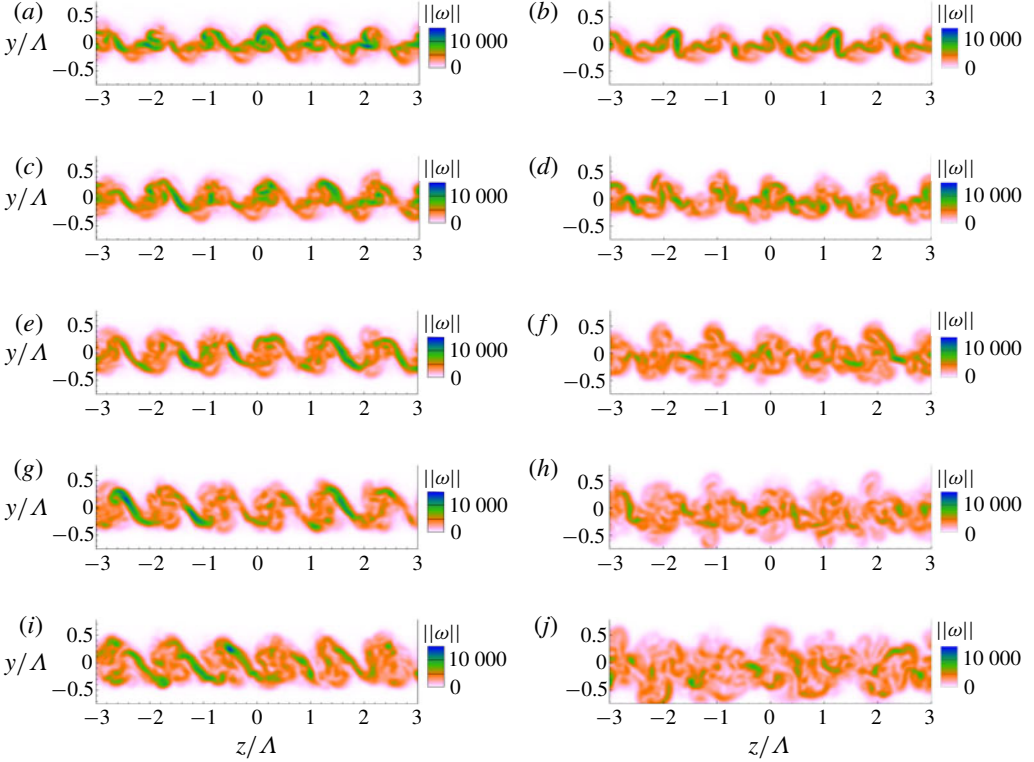 (a) 0.5 0 −0.5 y/Λ −3 −2 −1 0 1 2 3 ||ω|| 10 000 0
(b) 0.5 0 −0.5 −3 −2 −1 0 1 2 3 ||ω|| 10 000 0
(c) 0.5 0 −0.5 y/Λ −3 −2 −1 0 1 2 3 ||ω|| 10 000 0
(d) 0.5 0 −0.5 −3 −2 −1 0 1 2 3 ||ω|| 10 000 0
(e) 0.5 0 −0.5 y/Λ −3 −2 −1 0 1 2 3 ||ω|| 10 000 0
(f) 0.5 0 −0.5 −3 −2 −1 0 1 2 3 ||ω|| 10 000 0
(g) 0.5 0 −0.5 y/Λ −3 −2 −1 0 1 2 3 ||ω|| 10 000 0
(h) 0.5 0 −0.5 −3 −2 −1 0 1 2 3 ||ω|| 10 000 0
(i) 0.5 0 −0.5 y/Λ −3 −2 −1 0 1 2 3 z/Λ ||ω|| 10 000 0
(j) 0.5 0 −0.5 −3 −2 −1 0 1 2 3 z/Λ ||ω|| 10 000 0